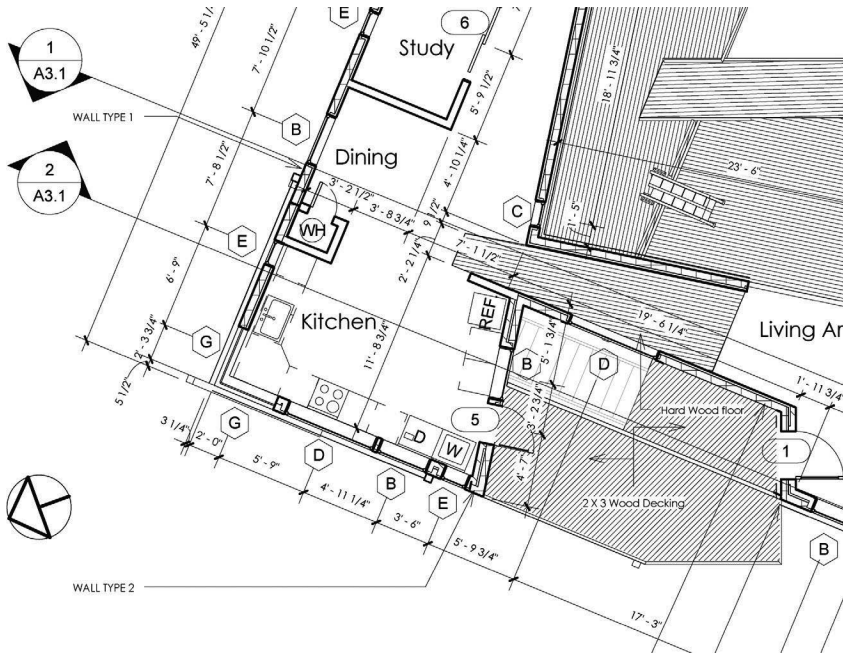 E
6
Study
1
A3.1
49' - 5 1/4"
7' - 10 1/2"
5' - 9 1/2"
18' - 11 3/4"
WALL TYPE 1
B
Dining
2
A3.1
7' - 8 1/2"
4' - 10 1/4"
23' - 6"
3' - 2 1/2"
3' - 8 3/4"
9 1/2"
C
1' - 5"
E
WH
2' - 2 1/4"
7' - 1 1/2"
6' - 9"
Kitchen
REF
19' - 6 1/4"
Living Ar
G
11' - 8 3/4"
5' - 1 3/4"
2' - 3 3/4"
B
D
1' - 11 3/4"
5 1/2"
Hard Wood floor
G
5
3' - 2 3/4"
D
W
1
3 1/4"
2' - 0"
D
5' - 9"
B
E
4' - 7"
2 X 3 Wood Decking
4' - 11 1/4"
3' - 6"
5' - 9 3/4"
B
WALL TYPE 2
17' - 3"